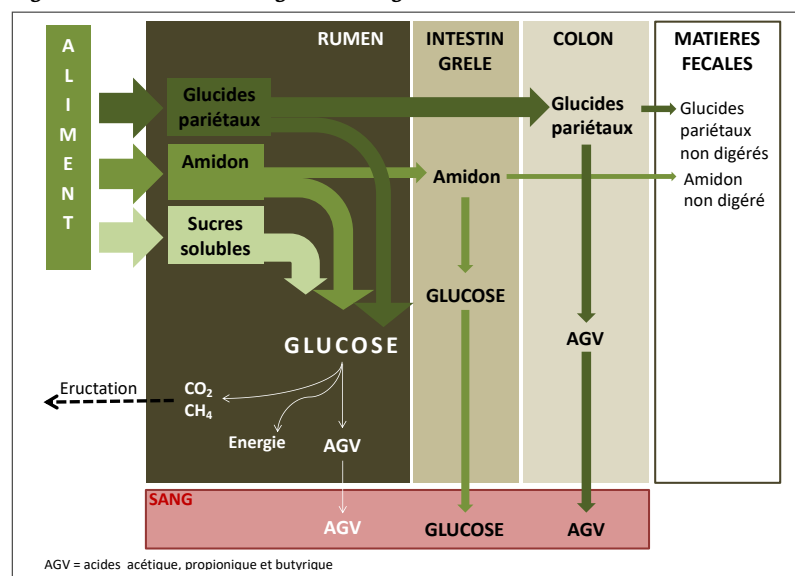 ALIMENT
RUMEN
INTESTIN
GRELE
COLON
MATIERES
FECALES
Glucides
pariétaux
Glucides
pariétaux
Glucides
pariétaux
non digérés
Amidon
Amidon
Amidon
non digéré
Sucres
solubles
GLUCOSE
GLUCOSE
AGV
Eructation
CO₂
CH₄
Energie
AGV
SANG
AGV
GLUCOSE
AGV
AGV = acides acétique, propionique et butyrique